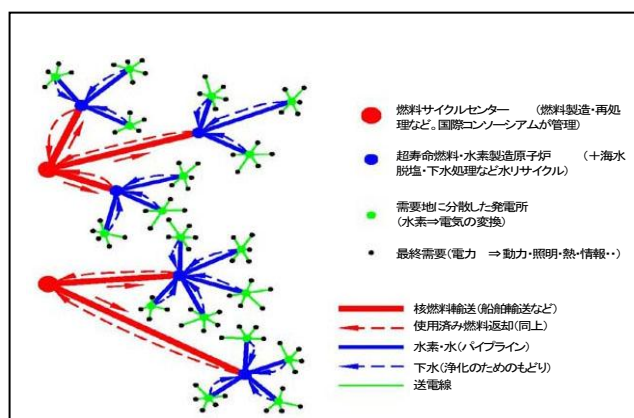 燃料サイクルセンター （燃料製造・再処
理など。国際コンソーシアムが管理）
超寿命燃料・水素製造原子炉 （＋海水
脱塩・下水処理など水リサイクル）
需要地に分散した発電所
（水素⇒電気の変換）
最終需要（電力 ⇒動力・照明・熱・情報・・）
核燃料輸送（船舶輸送など）
使用済み燃料返却（同上）
水素・水（パイプライン）
下水（浄化のためのもどり）
送電線